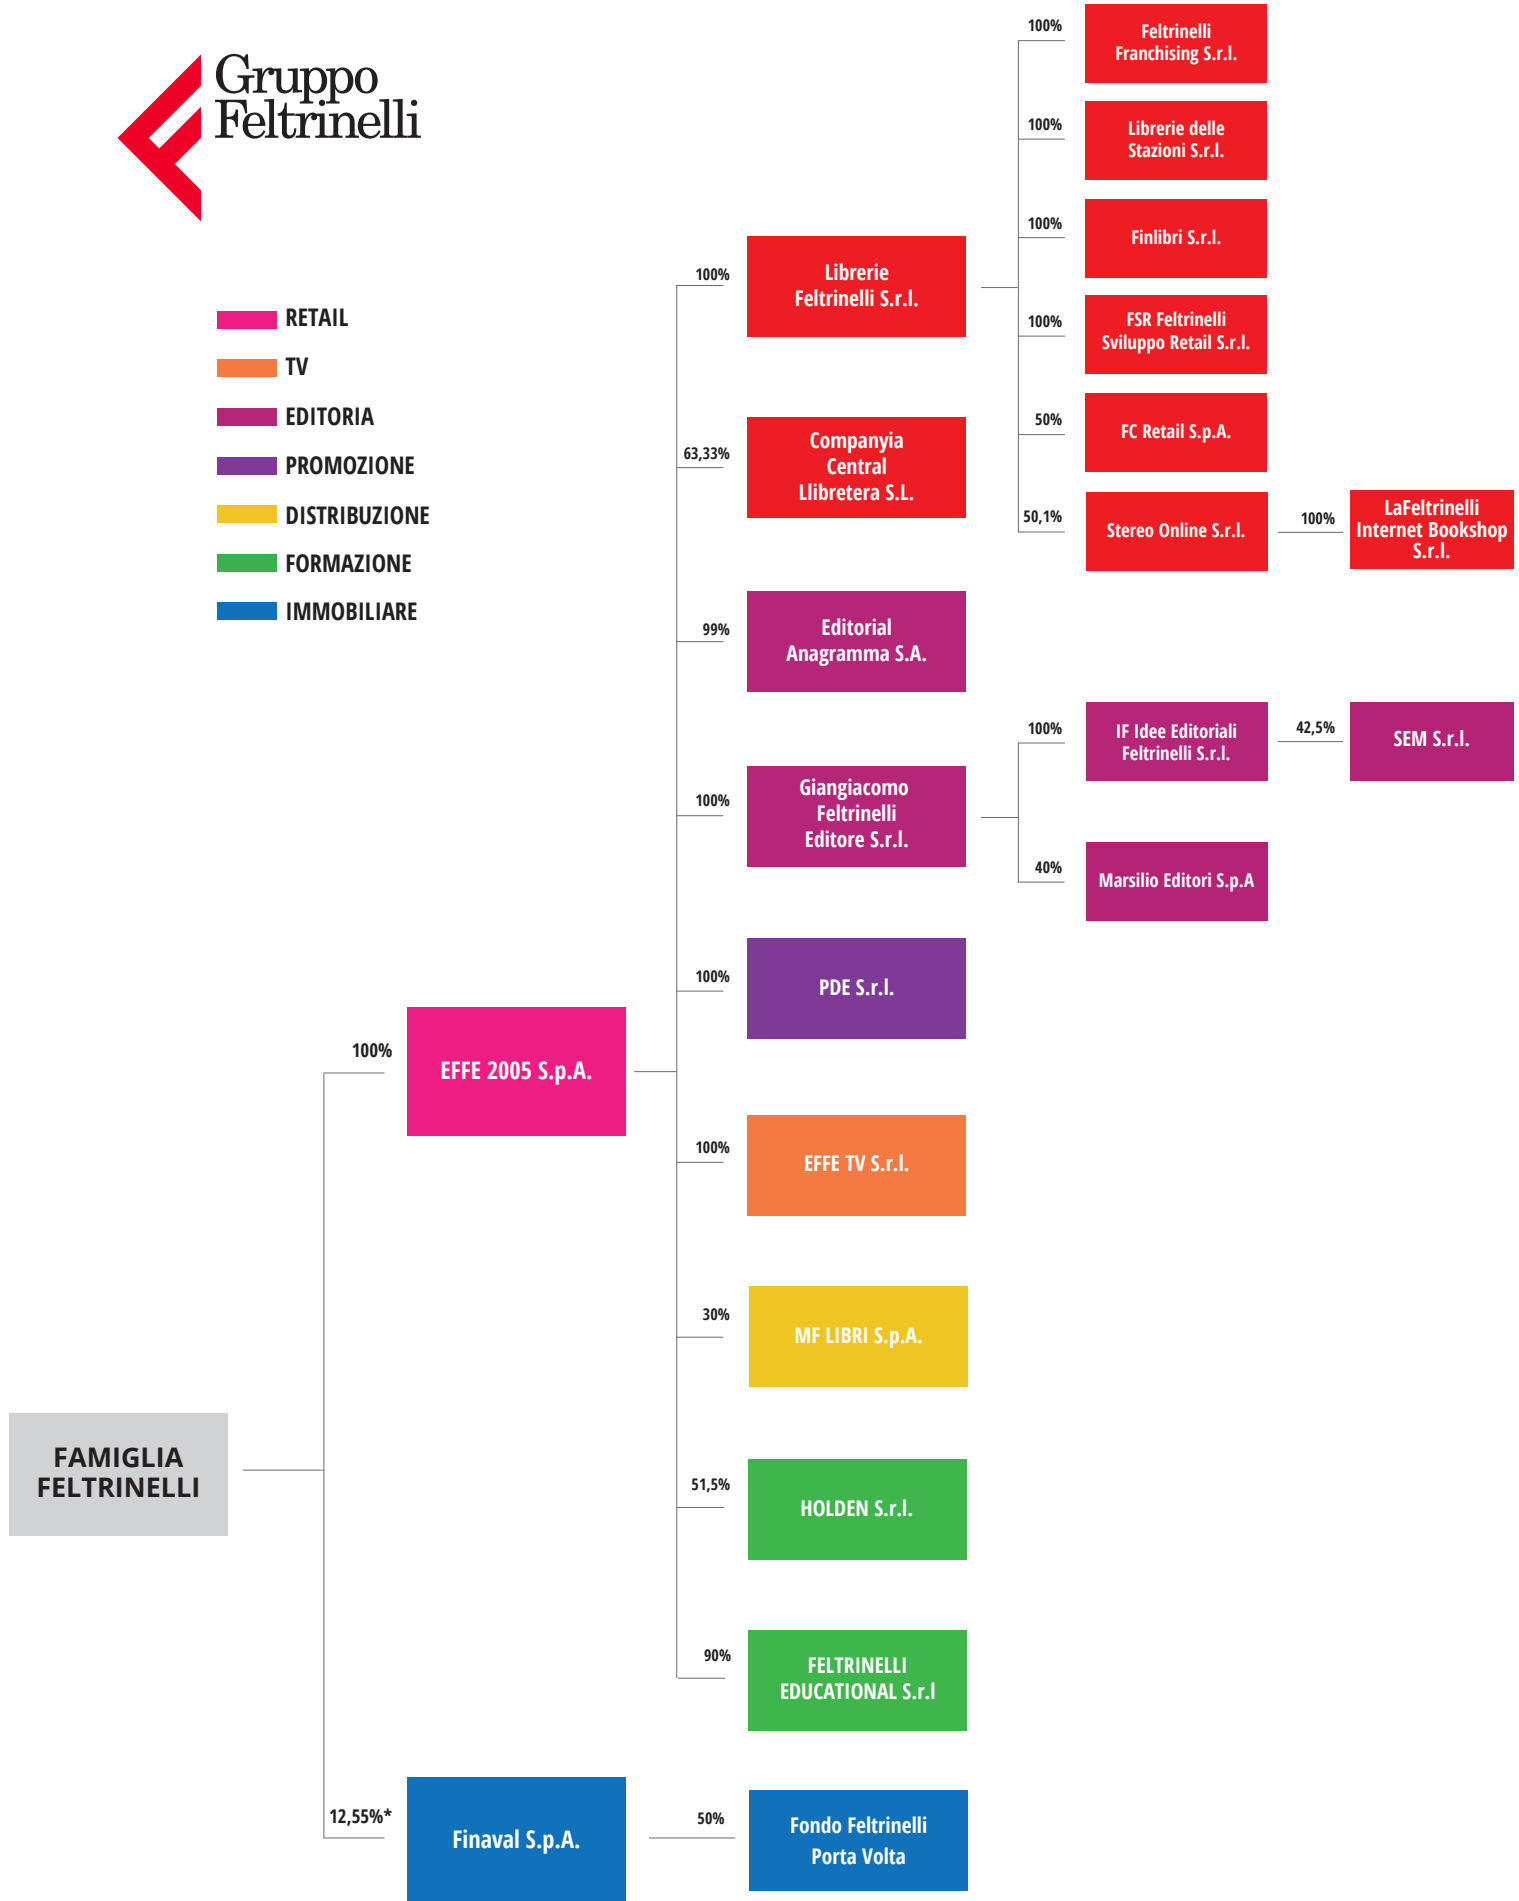 Gruppo
Feltrinelli
RETAIL
TV
EDITORIA
PROMOZIONE
DISTRIBUZIONE
FORMAZIONE
IMMOBILIARE
FAMIGLIA
FELTRINELLI
100%
EFFE 2005 S.p.A.
12,55%*
Finaval S.p.A.
50%
Fondo Feltrinelli
Porta Volta
100%
Librerie
Feltrinelli S.r.l.
100%
Feltrinelli
Franchising S.r.l.
100%
Librerie delle
Stazioni S.r.l.
100%
Finlibri S.r.l.
100%
FSR Feltrinelli
Sviluppo Retail S.r.l.
50%
FC Retail S.p.A.
50,1%
Stereo Online S.r.l.
100%
LaFeltrinelli
Internet Bookshop
S.r.l.
63,33%
Companyia
Central
Llibretera S.L.
99%
Editorial
Anagramma S.A.
100%
Giangiacomo
Feltrinelli
Editore S.r.l.
100%
IF Idee Editoriali
Feltrinelli S.r.l.
42,5%
SEM S.r.l.
40%
Marsilio Editori S.p.A
100%
PDE S.r.l.
100%
EFFE TV S.r.l.
30%
MF LIBRI S.p.A.
51,5%
HOLDEN S.r.l.
90%
FELTRINELLI
EDUCATIONAL S.r.l